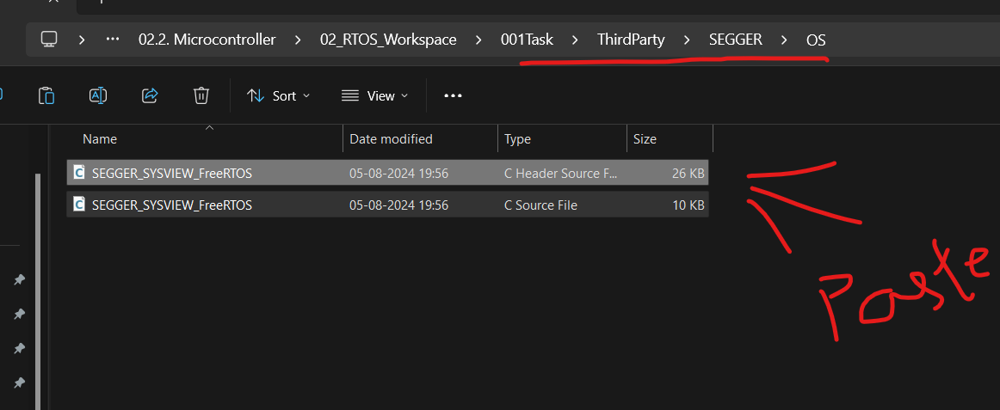 02.2. Microcontroller > 02_RTOS_Workspace > 001Task > ThirdParty > SEGGER > OS
Sort View
Name Date modified Type Size
SEGGER_SYSVIEW_FreeRTOS 05-08-2024 19:56 C Header Source F... 26 KB
SEGGER_SYSVIEW_FreeRTOS 05-08-2024 19:56 C Source File 10 KB
Paste